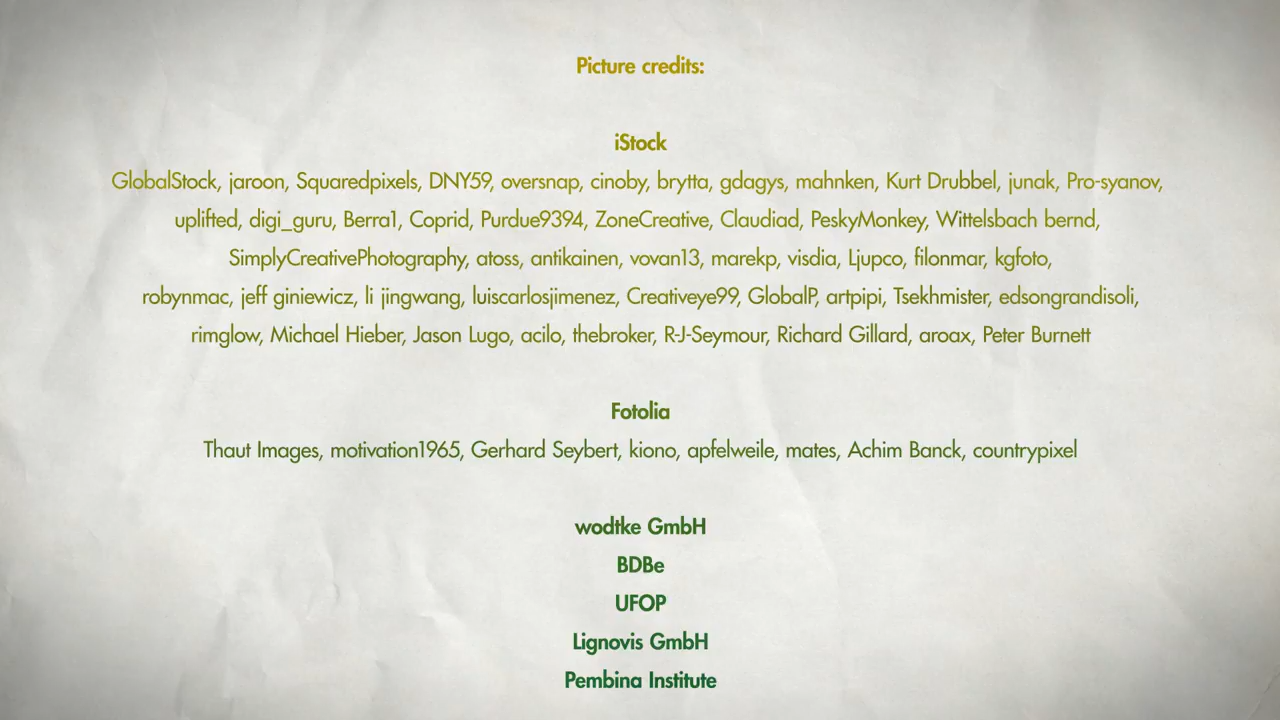 Picture credits:
iStock
GlobalStock, jaroon, Squaredpixels, DNY59, oversnap, cinoby, brytta, gdagys, mahnken, Kurt Drubbel, junak, Pro-syanov,
uplifted, digi_guru, Berra1, Coprid, Purdue9394, ZoneCreative, Claudiad, PeskyMonkey, Wittelsbach bernd,
SimplyCreativePhotography, atoss, antikainen, vovan13, marekp, visdia, Ljupco, filonmar, kgfoto,
robynmac, jeff giniewicz, li jingwang, luiscarlosjimenez, Creativeye99, GlobalP, artpipi, Tsekhmister, edsongrandisoli,
rimglow, Michael Hieber, Jason Lugo, acilo, thebroker, R-J-Seymour, Richard Gillard, aroax, Peter Burnett
Fotolia
Thaut Images, motivation1965, Gerhard Seybert, kiono, apfelweile, mates, Achim Banck, countrypixel
wodtke GmbH
BDBe
UFOP
Lignovis GmbH
Pembina Institute